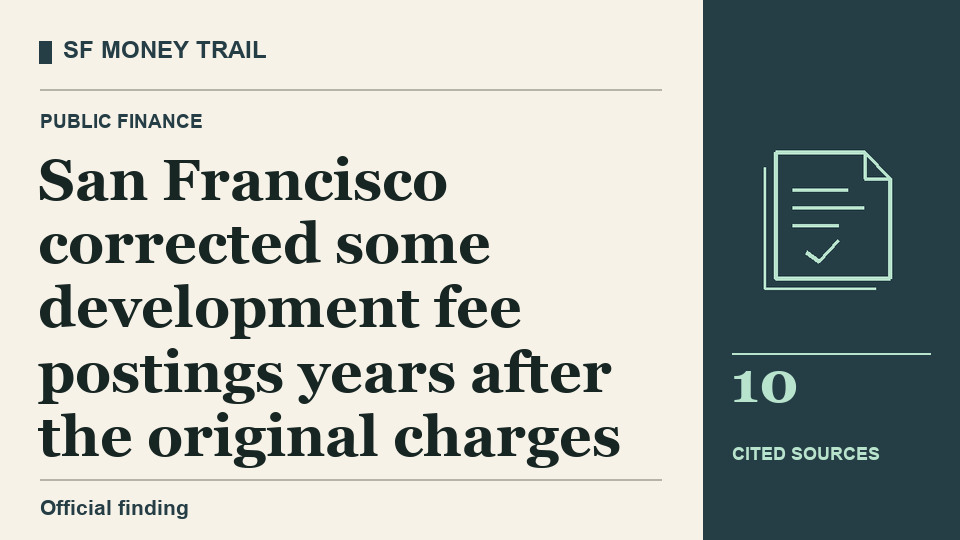 SF MONEY TRAIL
PUBLIC FINANCE
San Francisco
corrected some
development fee
postings years after
the original charges
Official finding
10
CITED SOURCES